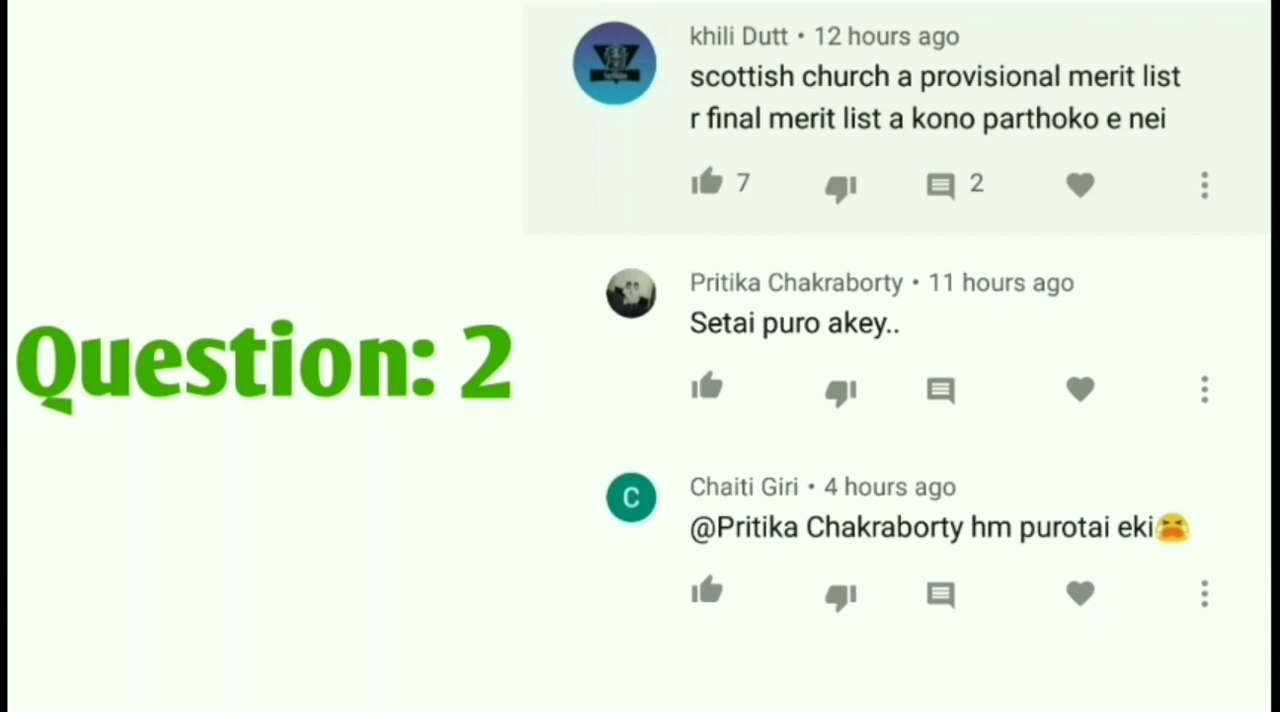 khili Dutt • 12 hours ago
scottish church a provisional merit list
r final merit list a kono parthoko e nei
7
2
Question: 2
Pritika Chakraborty • 11 hours ago
Setai puro akey..
C
Chaiti Giri • 4 hours ago
@Pritika Chakraborty hm purotai eki😭